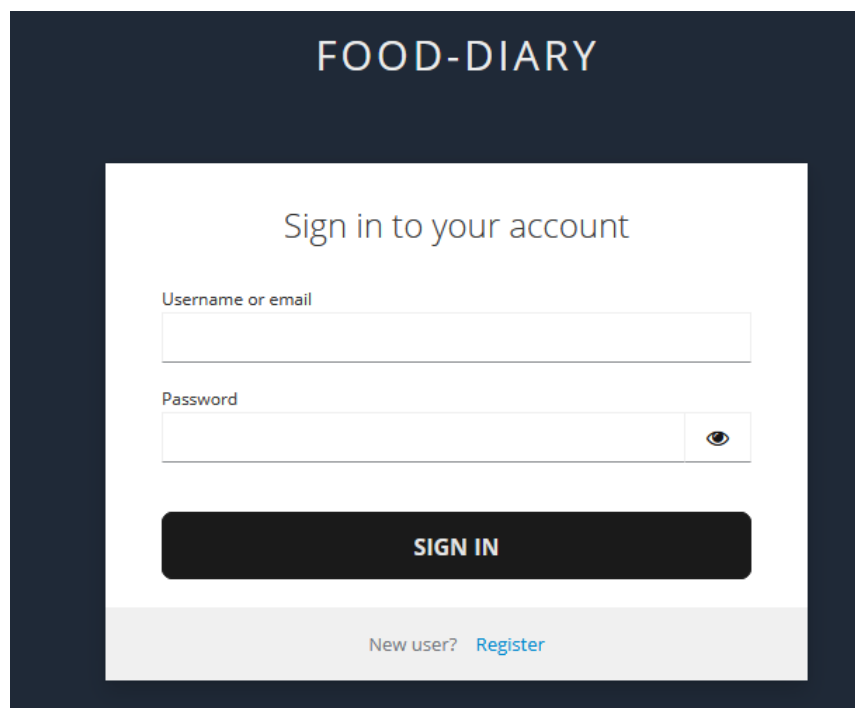 FOOD-DIARY
Sign in to your account
Username or email
Password
SIGN IN
New user? Register